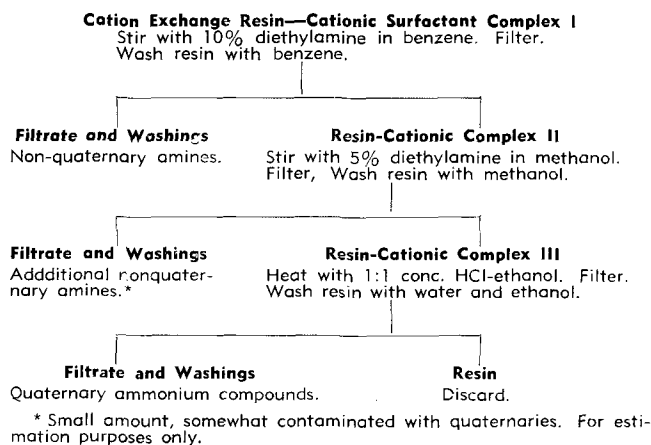 Cation Exchange Resin—Cationic Surfactant Complex I
Stir with 10% diethylamine in benzene. Filter.
Wash resin with benzene.
Filtrate and Washings
Non-quaternary amines.
Resin-Cationic Complex II
Stir with 5% diethylamine in methanol.
Filter, Wash resin with methanol.
Filtrate and Washings
Addditional nonquater-
nary amines.*
Resin-Cationic Complex III
Heat with 1:1 conc. HCl-ethanol. Filter.
Wash resin with water and ethanol.
Filtrate and Washings
Quaternary ammonium compounds.
Resin
Discard.
* Small amount, somewhat contaminated with quaternaries. For esti-
mation purposes only.